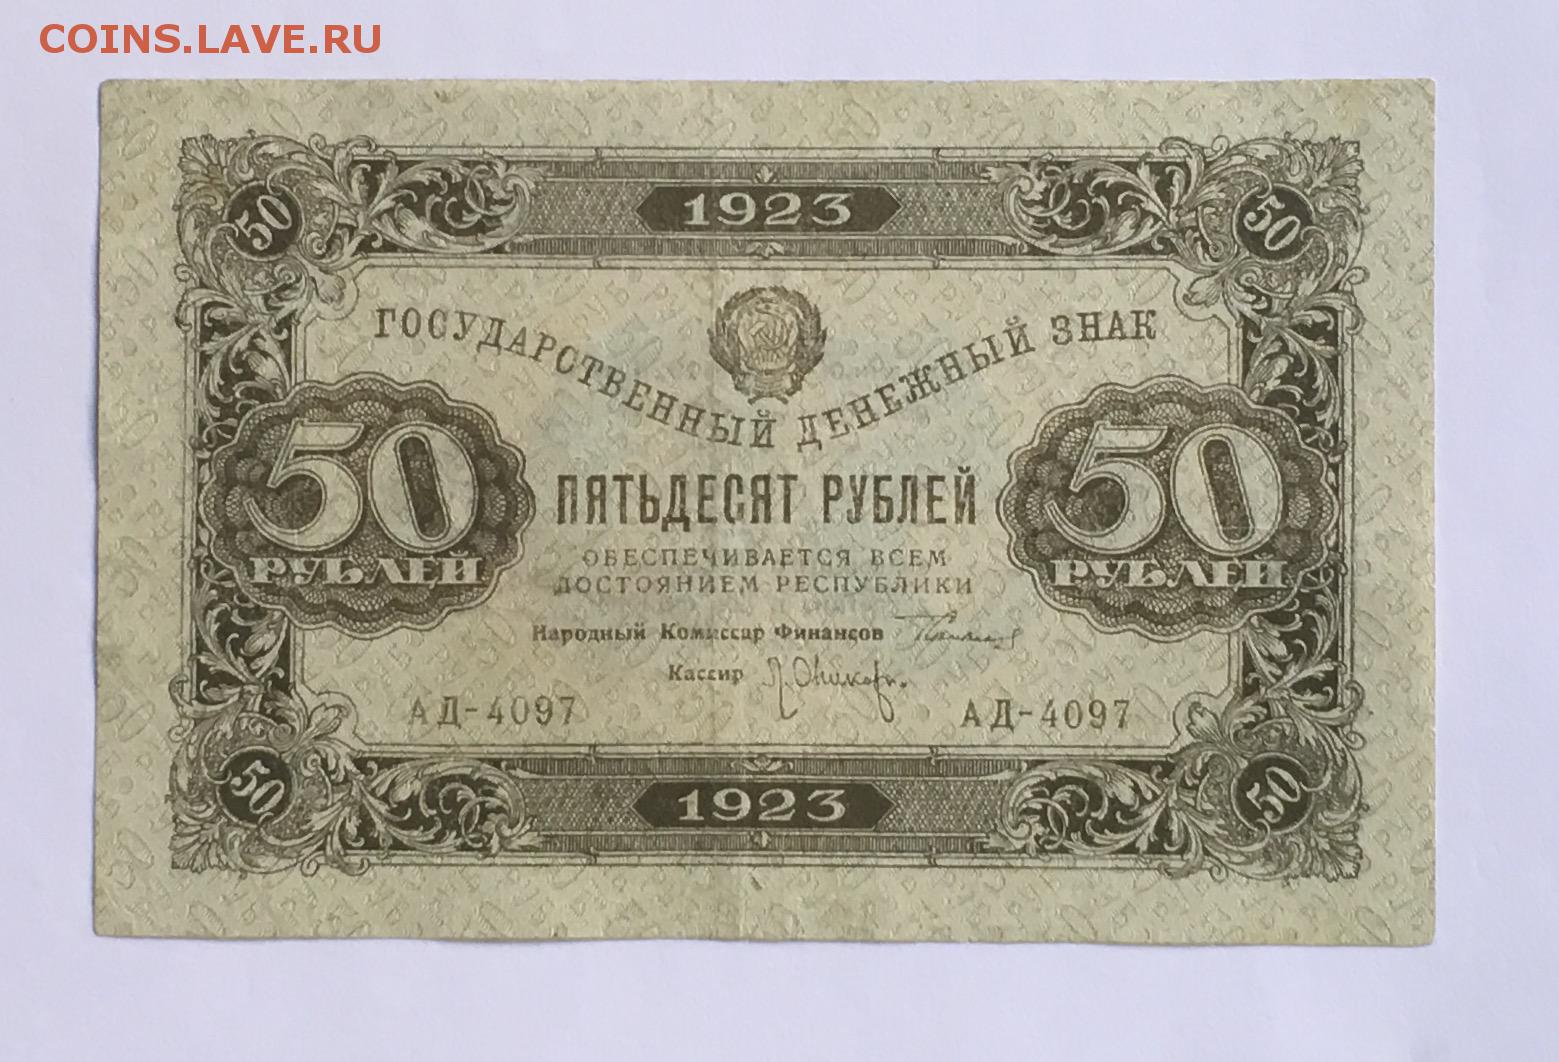 COINS.LAVE.RU
1923
50 50
ГОСУДАРСТВЕННЫЙ ДЕНЕЖНЫЙ ЗНАК
50 50
РУБЛЕЙ РУБЛЕЙ
ПЯТЬДЕСЯТ РУБЛЕЙ
ОБЕСПЕЧИВАЕТСЯ ВСЕМ
ДОСТОЯНИЕМ РЕСПУБЛИКИ
Народный Комиссар Финансов
Кассир
АД-4097 АД-4097
50 50
1923